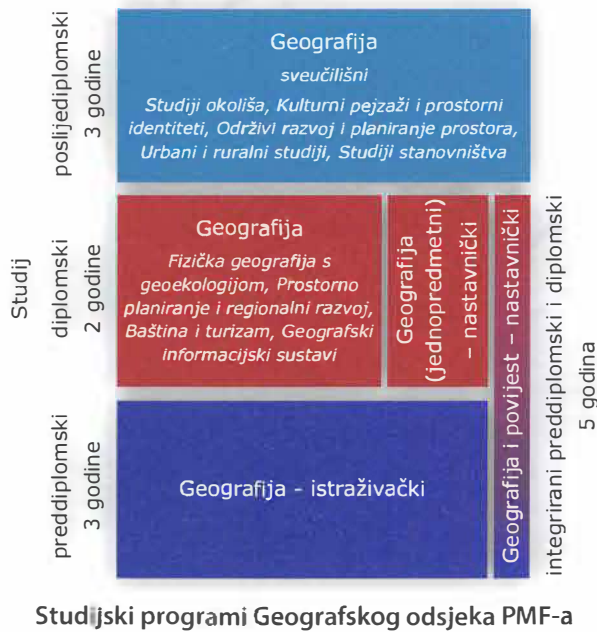 Studij
poslijediplomski
3 godine
Geografija
sveučilišni
Studiji okoliša, Kulturni pejzaži i prostorni
identiteti, Održivi razvoj i planiranje prostora,
Urbani i ruralni studiji, Studiji stanovništva
diplomski
2 godine
Geografija
Fizička geografija s
geoekologijom, Prostorno
planiranje i regionalni razvoj,
Baština i turizam, Geografski
informacijski sustavi
Geografija
(jednopredmetni)
– nastavnički
preddiplomski
3 godine
Geografija - istraživački
Geografija i povijest – nastavnički
integrirani preddiplomski i diplomski
5 godina
Studijski programi Geografskog odsjeka PMF-a